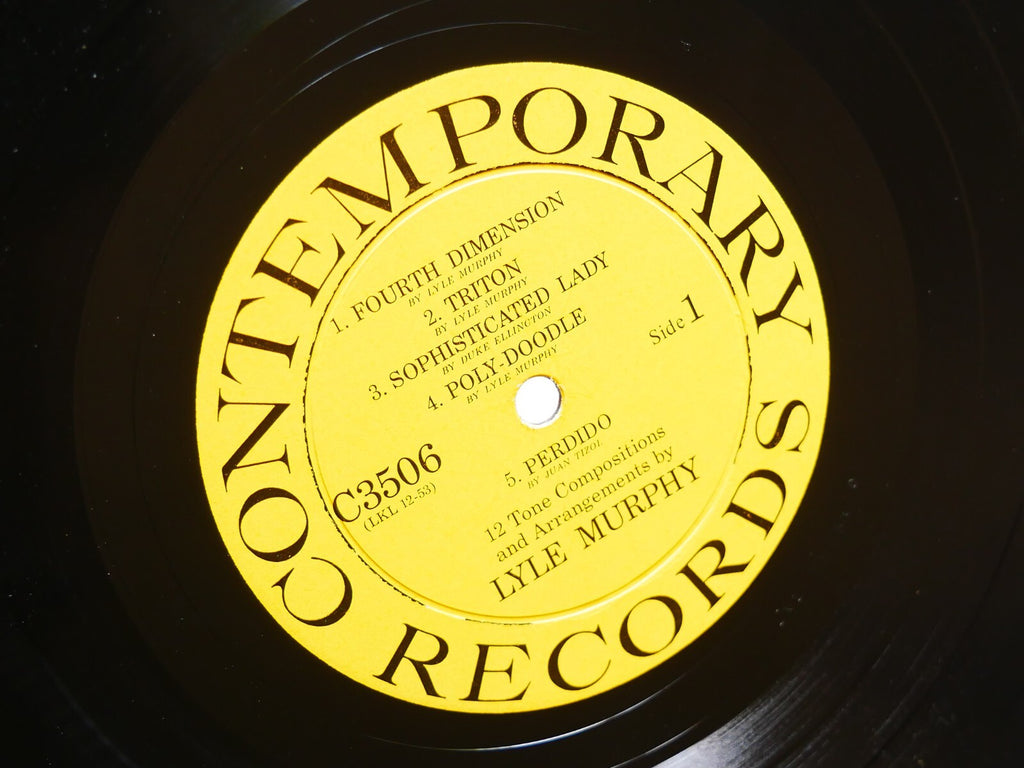 CONTEMPORARY RECORDS
1. FOURTH DIMENSION
BY LYLE MURPHY
2. TRITON
BY LYLE MURPHY
3. SOPHISTICATED LADY
BY DUKE ELLINGTON
4. POLY-DOODLE
BY LYLE MURPHY
Side 1
C3506
(LKL 12-53)
5. PERDIDO
BY JUAN TIZOL
12 Tone Compositions
and Arrangements by
LYLE MURPHY